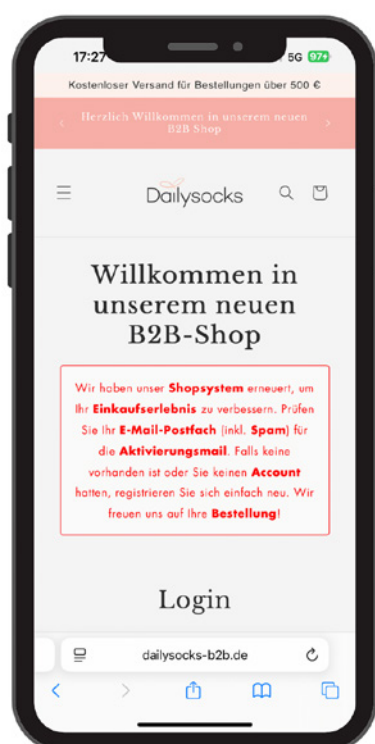 17:27
5G 97+
Kostenloser Versand für Bestellungen über 500 €
Herzlich Willkommen in unserem neuen
B2B Shop
Dailysocks
Willkommen in
unserem neuen
B2B-Shop
Wir haben unser Shopsystem erneuert, um
Ihr Einkaufserlebnis zu verbessern. Prüfen
Sie Ihr E-Mail-Postfach (inkl. Spam) für
die Aktivierungsmail. Falls keine
vorhanden ist oder Sie keinen Account
hatten, registrieren Sie sich einfach neu. Wir
freuen uns auf Ihre Bestellung!
Login
dailysocks-b2b.de